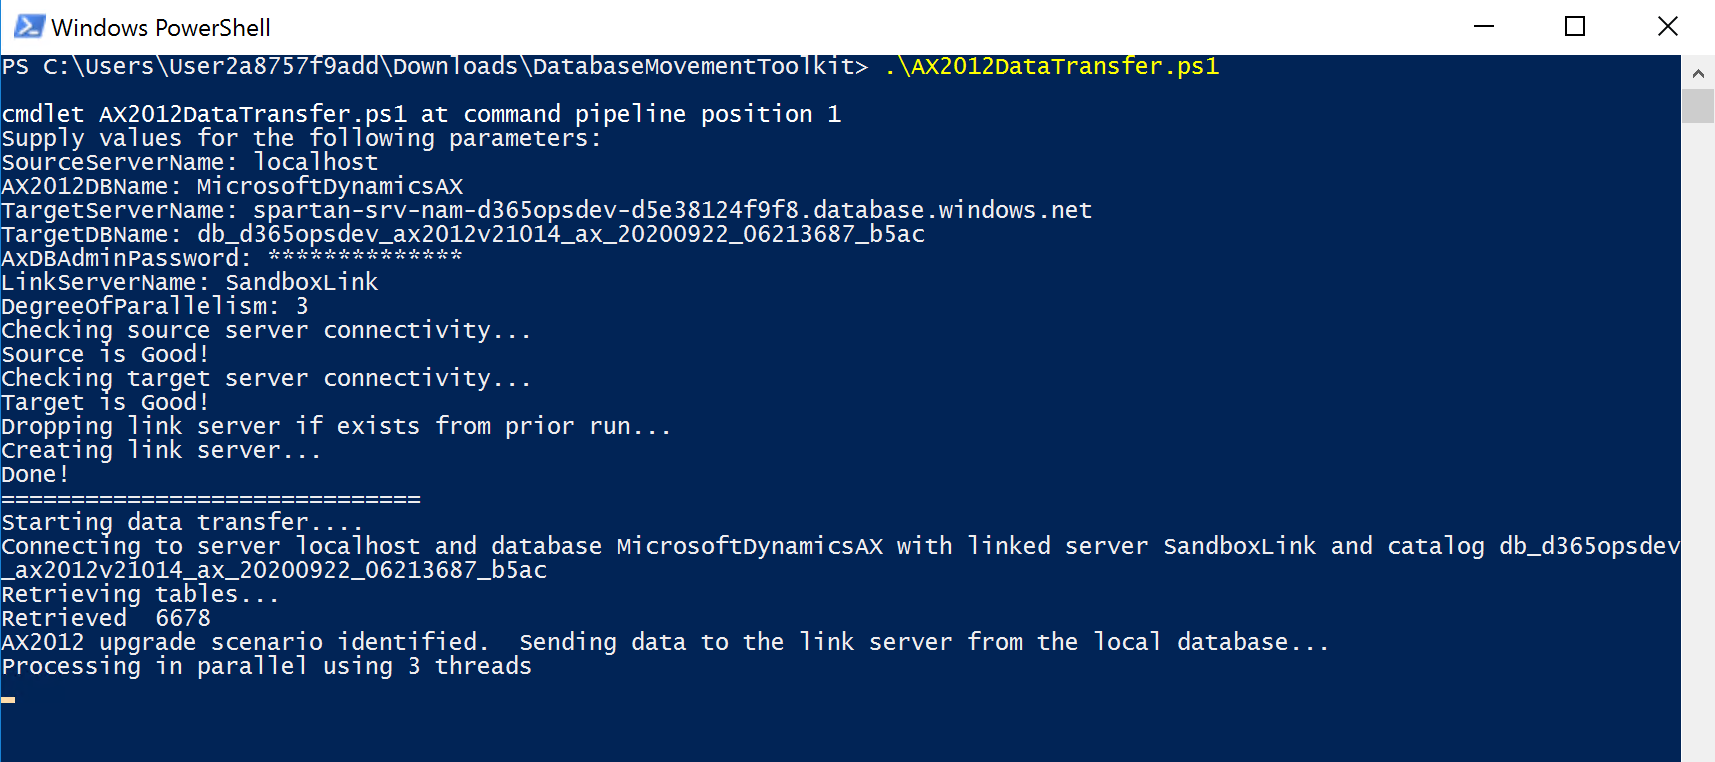 Windows PowerShell
PS C:\Users\User2a8757f9add\Downloads\DatabaseMovementToolkit> .\AX2012DataTransfer.ps1
cmdlet AX2012DataTransfer.ps1 at command pipeline position 1
Supply values for the following parameters:
SourceServerName: localhost
AX2012DBName: MicrosoftDynamicsAX
TargetServerName: spartan-srv-nam-d365opsdev-d5e38124f9f8.database.windows.net
TargetDBName: db_d365opsdev_ax2012v21014_ax_20200922_06213687_b5ac
AxDBAdminPassword: **************
LinkServerName: SandboxLink
DegreeOfParallelism: 3
Checking source server connectivity...
Source is Good!
Checking target server connectivity...
Target is Good!
Dropping link server if exists from prior run...
Creating link server...
Done!
==============================
Starting data transfer....
Connecting to server localhost and database MicrosoftDynamicsAX with linked server SandboxLink and catalog db_d365opsdev
_ax2012v21014_ax_20200922_06213687_b5ac
Retrieving tables...
Retrieved  6678
AX2012 upgrade scenario identified.  Sending data to the link server from the local database...
Processing in parallel using 3 threads